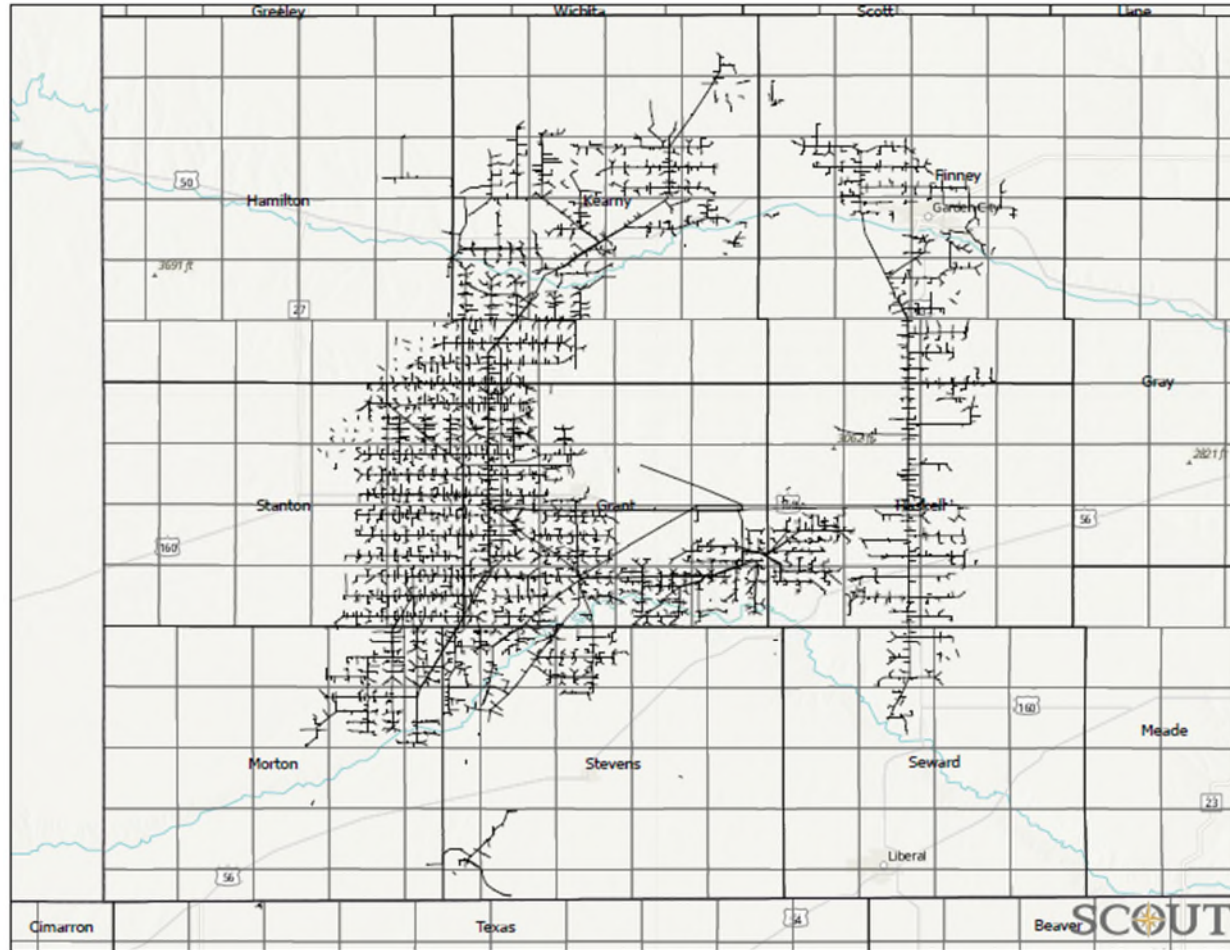 Greeley Wichita Scott Lane
50
Finney
Hamilton Kearny
Garden City
3691 ft
27
Gray
3062 ft
2821 ft
Stanton Grant Haskell
56
160
160
Meade
Morton Stevens Seward
23
Liberal
56
Cimarron Texas Beaver
SCOUT